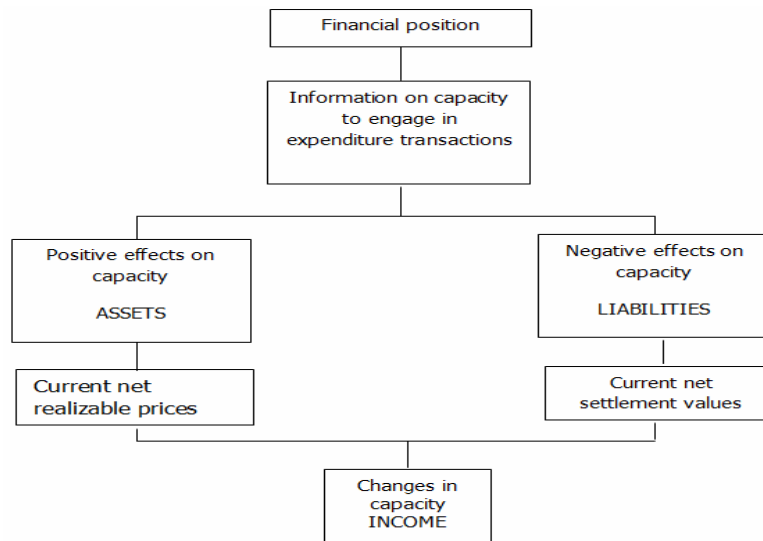 Financial position
Information on capacity
to engage in
expenditure transactions
Positive effects on
capacity
ASSETS
Negative effects on
capacity
LIABILITIES
Current net
realizable prices
Current net
settlement values
Changes in
capacity
INCOME